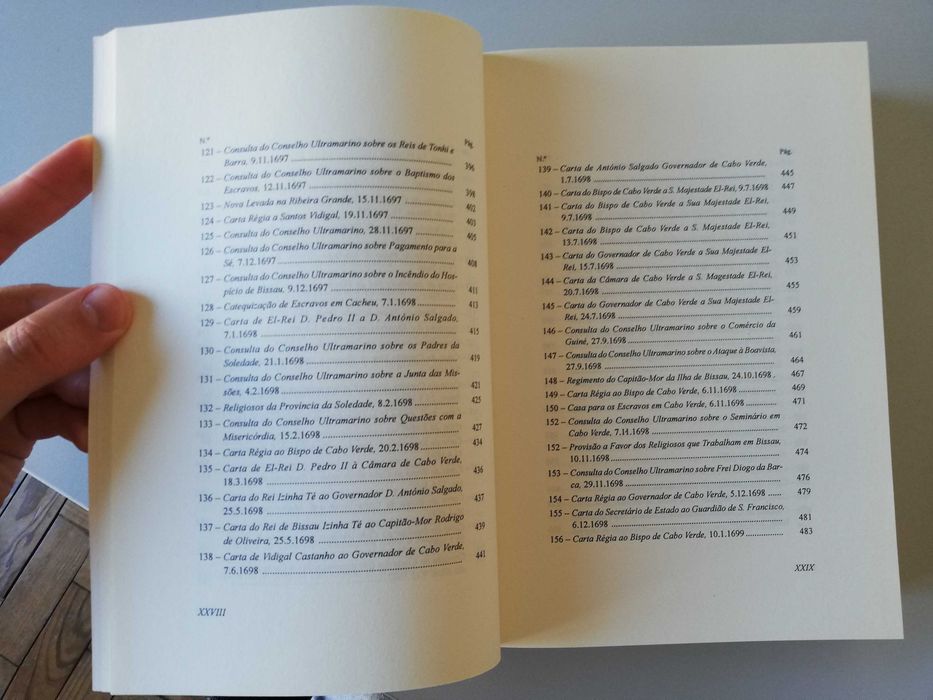 N.º Pág.
121 – Consulta do Conselho Ultramarino sobre os Reis de Tonhi e
Barra, 9.11.1697 ........ 396
122 – Consulta do Conselho Ultramarino sobre o Baptismo dos
Escravos, 12.11.1697 ........ 398
123 – Nova Levada na Ribeira Grande, 15.11.1697 ........ 402
124 – Carta Régia a Santos Vidigal, 19.11.1697 ........ 403
125 – Consulta do Conselho Ultramarino, 28.11.1697 ........ 405
126 – Consulta do Conselho Ultramarino sobre Pagamento para a
Sé, 7.12.1697 ........ 408
127 – Consulta do Conselho Ultramarino sobre o Incêndio do Hos-
pício de Bissau, 9.12.1697 ........ 411
128 – Catequização de Escravos em Cacheu, 7.1.1698 ........ 413
129 – Carta de El-Rei D. Pedro II a D. António Salgado,
7.1.1698 ........ 415
130 – Consulta do Conselho Ultramarino sobre os Padres da
Soledade, 21.1.1698 ........ 419
131 – Consulta do Conselho Ultramarino sobre a Junta das Mis-
sões, 4.2.1698 ........ 421
132 – Religiosos da Província da Soledade, 8.2.1698 ........ 425
133 – Consulta do Conselho Ultramarino sobre Questões com a
Misericórdia, 15.2.1698 ........ 427
134 – Carta Régia ao Bispo de Cabo Verde, 20.2.1698 ........ 434
135 – Carta de El-Rei D. Pedro II à Câmara de Cabo Verde,
18.3.1698 ........ 436
136 – Carta do Rei Izinha Té ao Governador D. António Salgado,
25.5.1698 ........ 437
137 – Carta do Rei de Bissau Izinha Té ao Capitão-Mor Rodrigo
de Oliveira, 25.5.1698 ........ 439
138 – Carta de Vidigal Castanho ao Governador de Cabo Verde,
7.6.1698 ........ 441
XXVIII
N.º Pág.
139 – Carta de António Salgado Governador de Cabo Verde,
1.7.1698 ........ 445
140 – Carta do Bispo de Cabo Verde a S. Majestade El-Rei, 9.7.1698 447
141 – Carta do Bispo de Cabo Verde a Sua Majestade El-Rei,
9.7.1698 ........ 449
142 – Carta do Bispo de Cabo Verde a S. Majestade El-Rei,
13.7.1698 ........ 451
143 – Carta do Governador de Cabo Verde a Sua Majestade El-
Rei, 15.7.1698 ........ 453
144 – Carta da Câmara de Cabo Verde a S. Magestade El-Rei,
20.7.1698 ........ 455
145 – Carta do Governador de Cabo Verde a Sua Majestade El-
Rei, 24.7.1698 ........ 459
146 – Consulta do Conselho Ultramarino sobre o Comércio da
Guiné, 27.9.1698 ........ 461
147 – Consulta do Conselho Ultramarino sobre o Ataque à Boavista,
27.9.1698 ........ 464
148 – Regimento do Capitão-Mor da Ilha de Bissau, 24.10.1698 . 467
149 – Carta Régia ao Bispo de Cabo Verde, 6.11.1698 ........ 469
150 – Casa para os Escravos em Cabo Verde, 6.11.1698 ........ 471
152 – Consulta do Conselho Ultramarino sobre o Seminário em
Cabo Verde, 7.11.1698 ........ 472
152 – Provisão a Favor dos Religiosos que Trabalham em Bissau,
10.11.1698 ........ 474
153 – Consulta do Conselho Ultramarino sobre Frei Diogo da Bar-
ca, 29.11.1698 ........ 476
154 – Carta Régia ao Governador de Cabo Verde, 5.12.1698 ..... 479
155 – Carta do Secretário de Estado ao Guardião de S. Francisco,
6.12.1698 ........ 481
156 – Carta Régia ao Bispo de Cabo Verde, 10.1.1699 ........ 483
XXIX